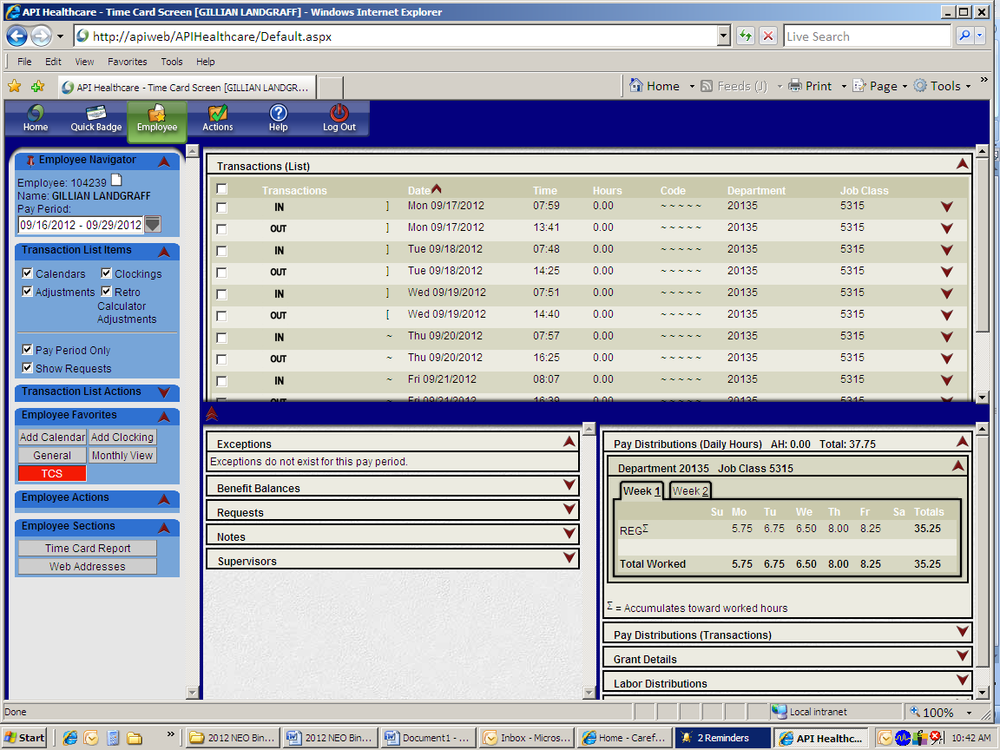 API Healthcare - Time Card Screen [GILLIAN LANDGRAFF] - Windows Internet Explorer
http://apiweb/APIHealthcare/Default.aspx
Live Search
File Edit View Favorites Tools Help
API Healthcare - Time Card Screen [GILLIAN LANDGR...
Home Feeds (J) Print Page Tools »
Home Quick Badge Employee Actions Help Log Out
Employee Navigator
Employee: 104239
Name: GILLIAN LANDGRAFF
Pay Period:
09/16/2012 - 09/29/2012
Transaction List Items
Calendars Clockings
Adjustments Retro
Calculator
Adjustments
Pay Period Only
Show Requests
Transaction List Actions
Employee Favorites
Add Calendar Add Clocking
General Monthly View
TCS
Employee Actions
Employee Sections
Time Card Report
Web Addresses
Transactions (List)
Transactions Date Time Hours Code Department Job Class
IN ] Mon 09/17/2012 07:59 0.00 ~ ~ ~ ~ ~ 20135 5315
OUT ] Mon 09/17/2012 13:41 0.00 ~ ~ ~ ~ ~ 20135 5315
IN ] Tue 09/18/2012 07:48 0.00 ~ ~ ~ ~ ~ 20135 5315
OUT ] Tue 09/18/2012 14:25 0.00 ~ ~ ~ ~ ~ 20135 5315
IN ] Wed 09/19/2012 07:51 0.00 ~ ~ ~ ~ ~ 20135 5315
OUT [ Wed 09/19/2012 14:40 0.00 ~ ~ ~ ~ ~ 20135 5315
IN ~ Thu 09/20/2012 07:57 0.00 ~ ~ ~ ~ ~ 20135 5315
OUT ~ Thu 09/20/2012 16:25 0.00 ~ ~ ~ ~ ~ 20135 5315
IN ~ Fri 09/21/2012 08:07 0.00 ~ ~ ~ ~ ~ 20135 5315
OUT ~ Fri 09/21/2012 16:39 0.00 ~ ~ ~ ~ ~ 20135 5315
Exceptions
Exceptions do not exist for this pay period.
Benefit Balances
Requests
Notes
Supervisors
Pay Distributions (Daily Hours) AH: 0.00 Total: 37.75
Department 20135 Job Class 5315
Week 1 Week 2
Su Mo Tu We Th Fr Sa Totals
REGΣ 5.75 6.75 6.50 8.00 8.25 35.25
Total Worked 5.75 6.75 6.50 8.00 8.25 35.25
Σ = Accumulates toward worked hours
Pay Distributions (Transactions)
Grant Details
Labor Distributions
Done Local intranet 100%
Start » 2012 NEO Bin... 2012 NEO Bin... Document1 - ... Inbox - Micros... Home - Caref... 2 Reminders API Healthc... 10:42 AM